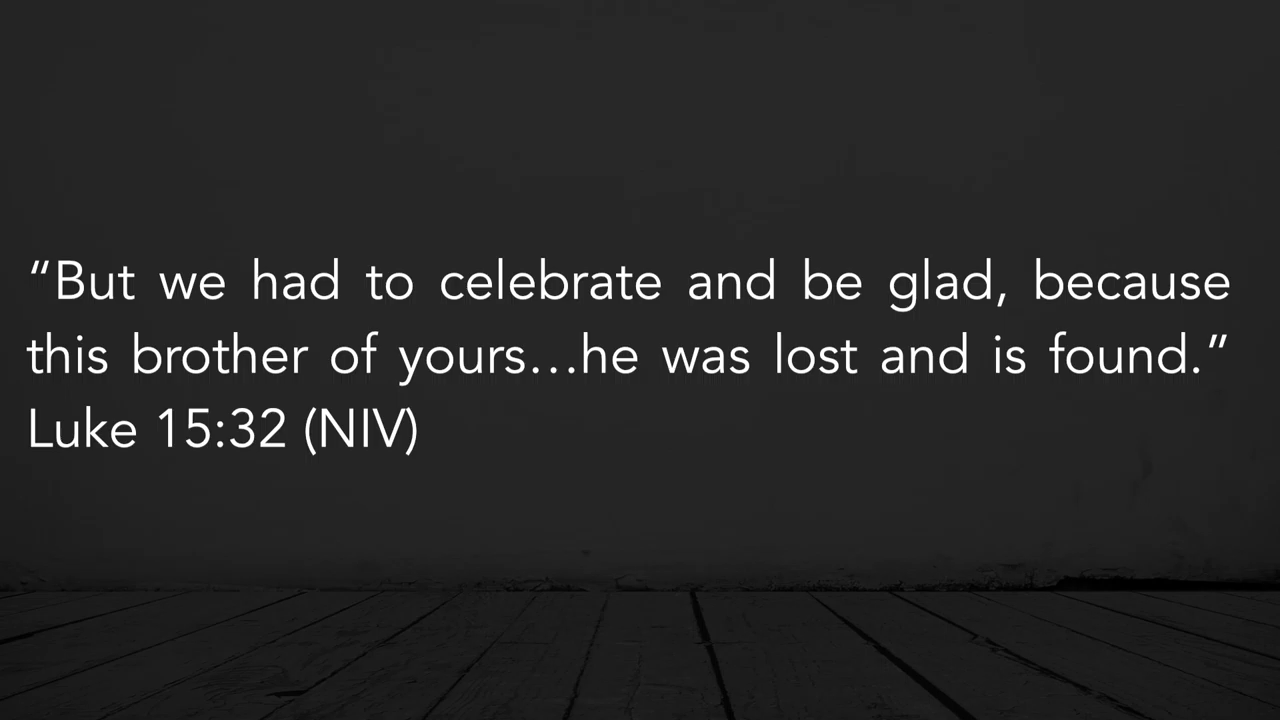 “But we had to celebrate and be glad, because
this brother of yours…he was lost and is found.”
Luke 15:32 (NIV)